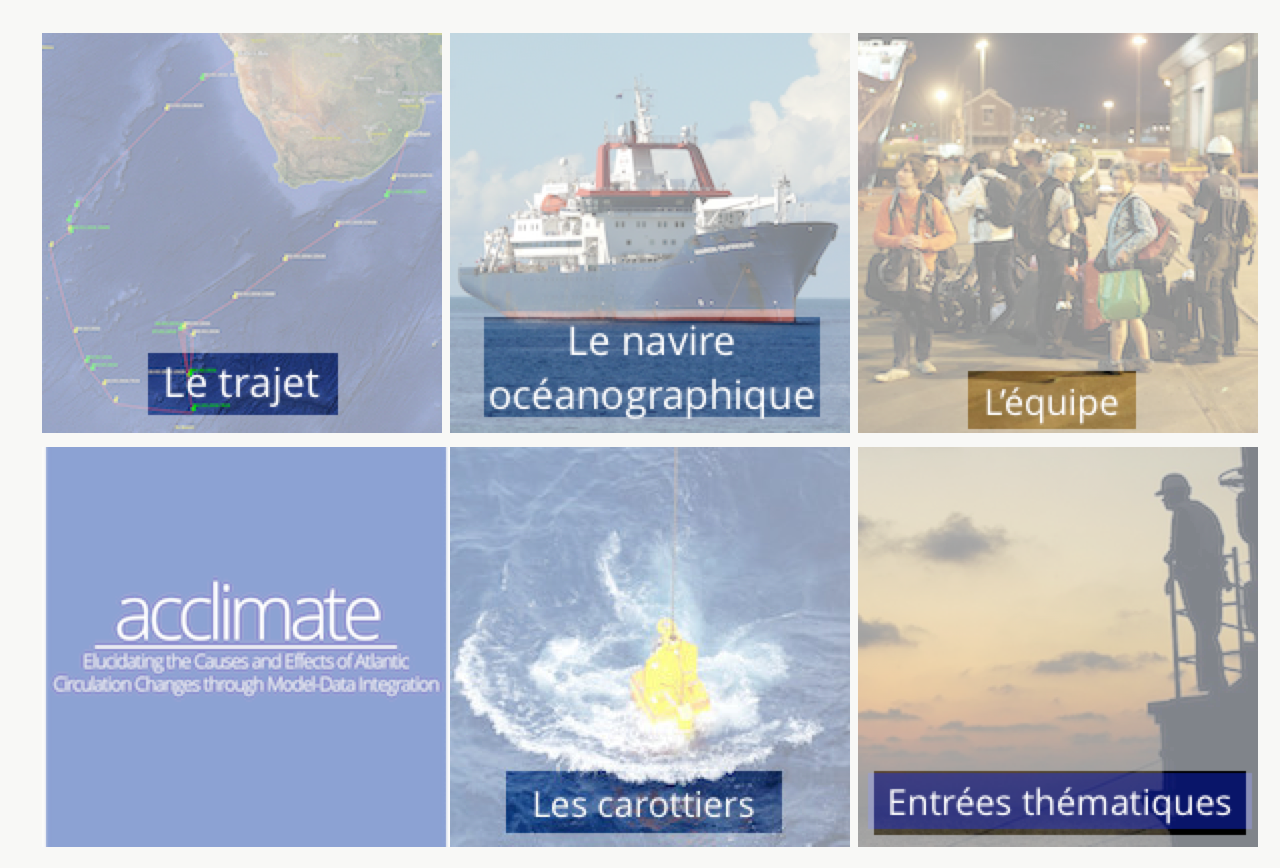 Le trajet
Le navire
océanographique
L’équipe
acclimate
Elucidating the Causes and Effects of Atlantic
Circulation Changes through Model-Data Integration
Les carottiers
Entrées thématiques